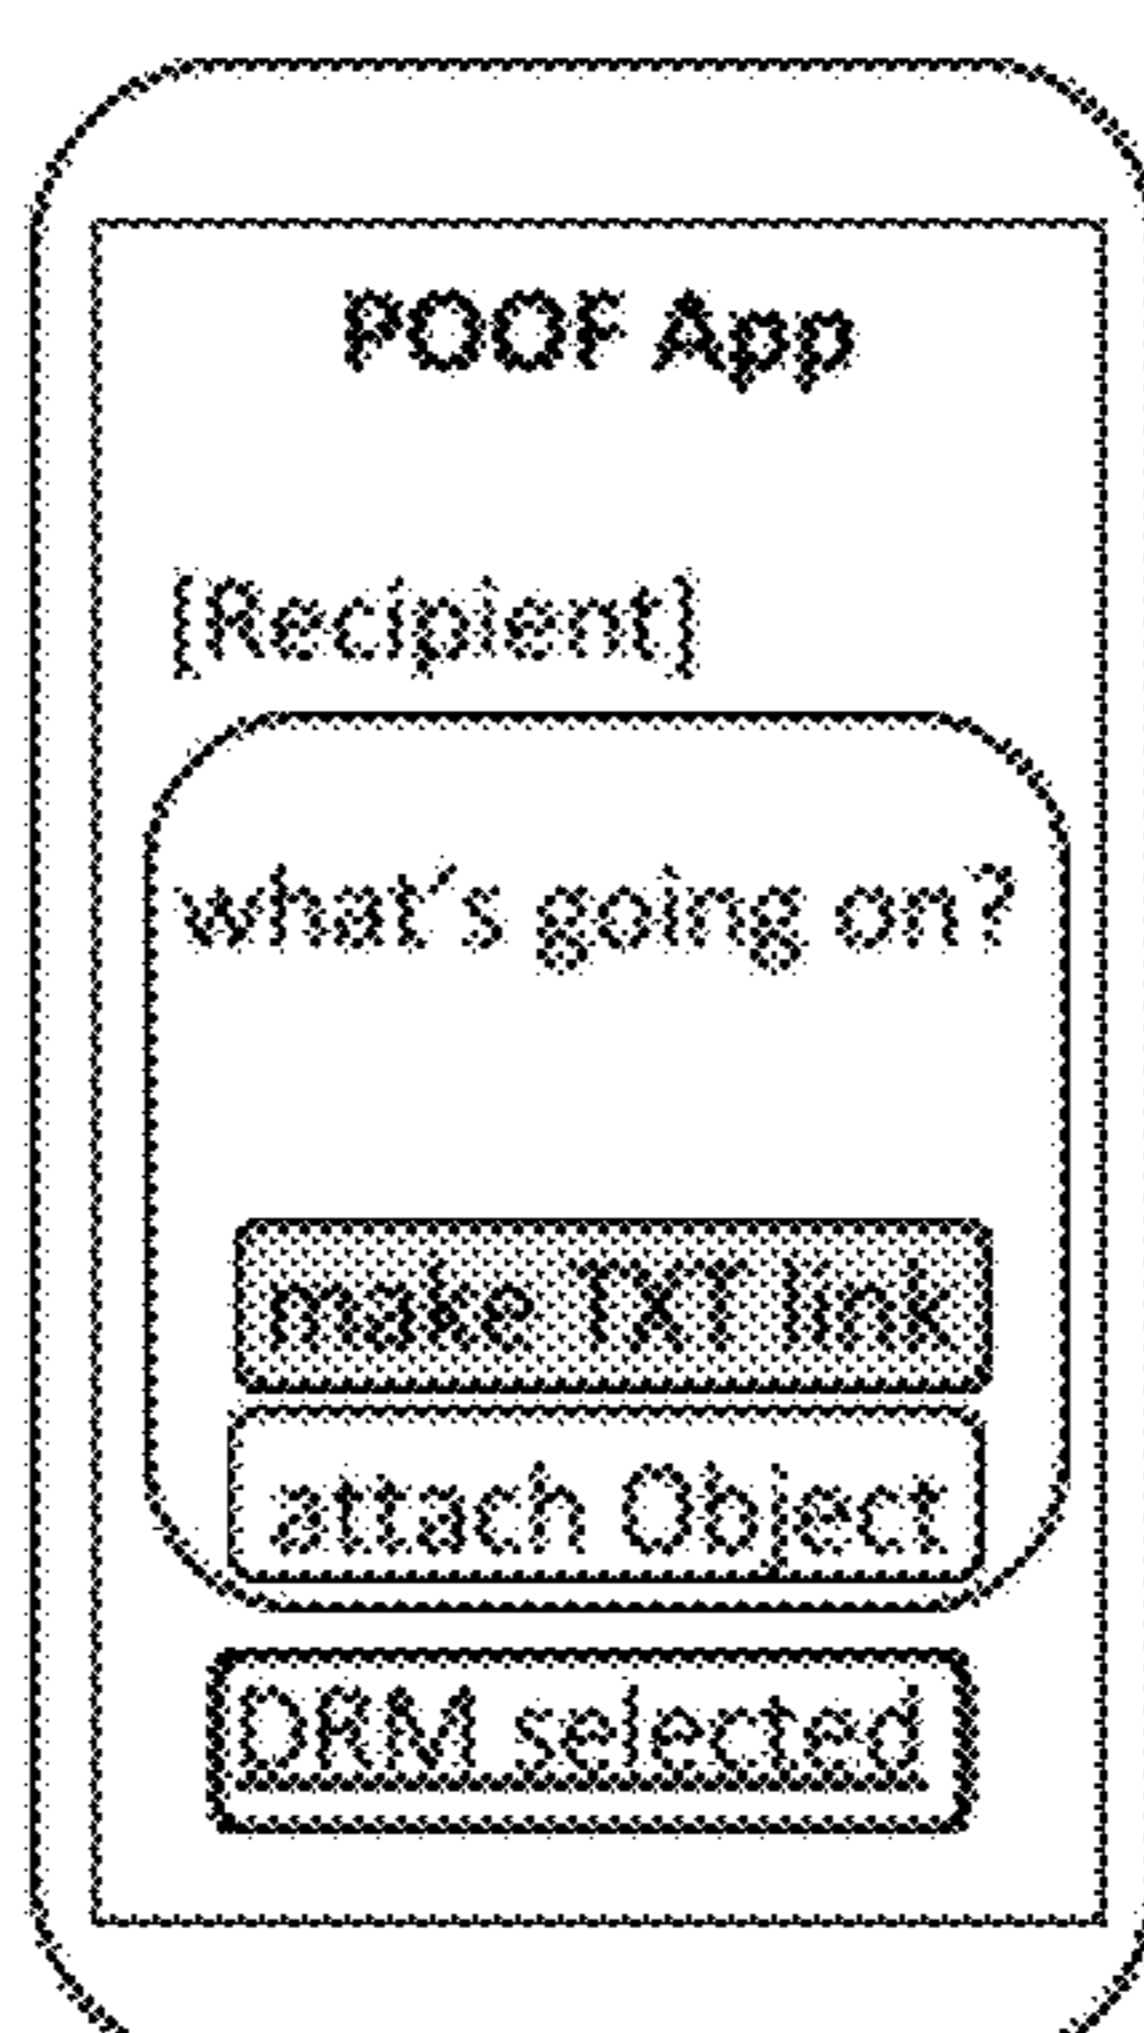 POOF App
[Recipient]
what's going on?
make TXT link
attach Object
DRM selected